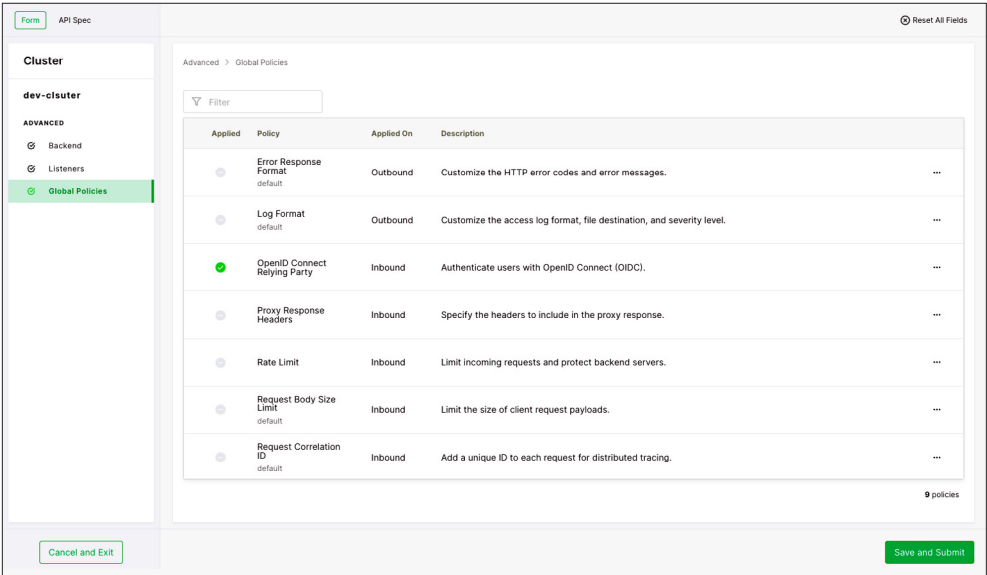 Form
API Spec
Reset All Fields
Cluster
dev-clsuter
ADVANCED
Backend
Listeners
Global Policies
Advanced > Global Policies
Filter
Applied
Policy
Applied On
Description
Error Response
Format
default
Outbound
Customize the HTTP error codes and error messages.
Log Format
default
Outbound
Customize the access log format, file destination, and severity level.
OpenID Connect
Relying Party
Inbound
Authenticate users with OpenID Connect (OIDC).
Proxy Response
Headers
Inbound
Specify the headers to include in the proxy response.
Rate Limit
Inbound
Limit incoming requests and protect backend servers.
Request Body Size
Limit
default
Inbound
Limit the size of client request payloads.
Request Correlation
ID
default
Inbound
Add a unique ID to each request for distributed tracing.
9 policies
Cancel and Exit
Save and Submit